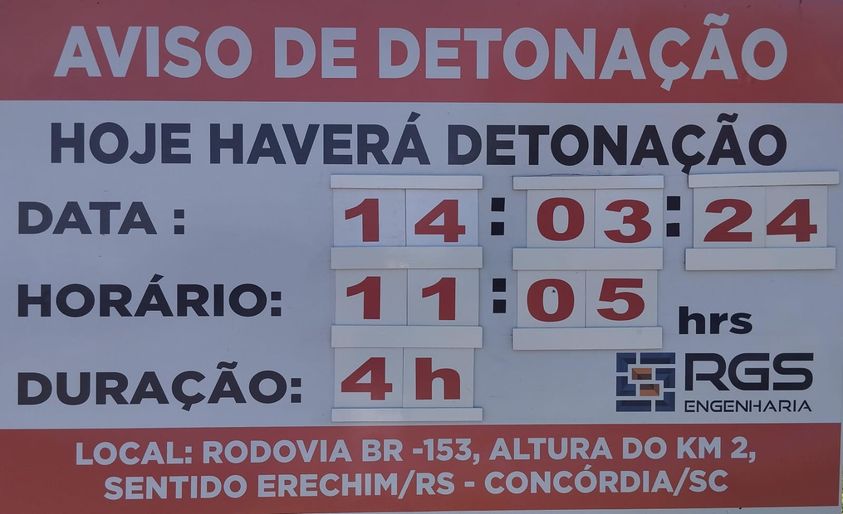 AVISO DE DETONAÇÃO
HOJE HAVERÁ DETONAÇÃO
DATA : 14:03:24
HORÁRIO: 11:05 hrs
DURAÇÃO: 4h
RGS
ENGENHARIA
LOCAL: RODOVIA BR -153, ALTURA DO KM 2,
SENTIDO ERECHIM/RS - CONCÓRDIA/SC